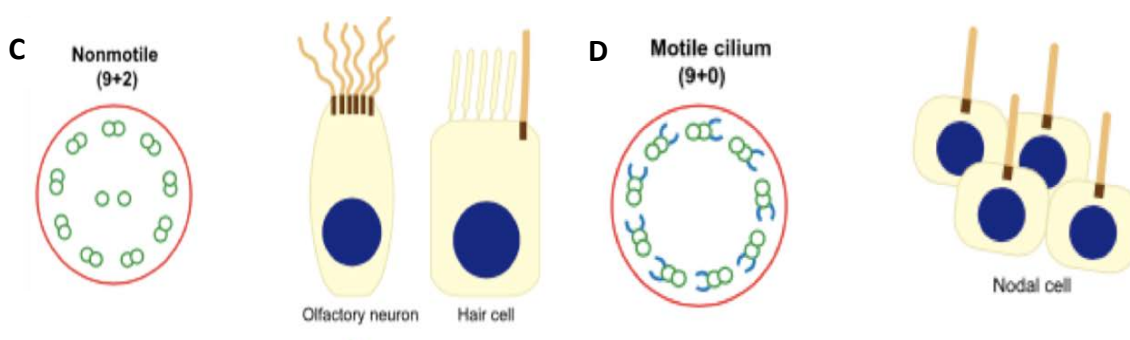 C
Nonmotile
(9+2)
Olfactory neuron
Hair cell
D
Motile cilium
(9+0)
Nodal cell